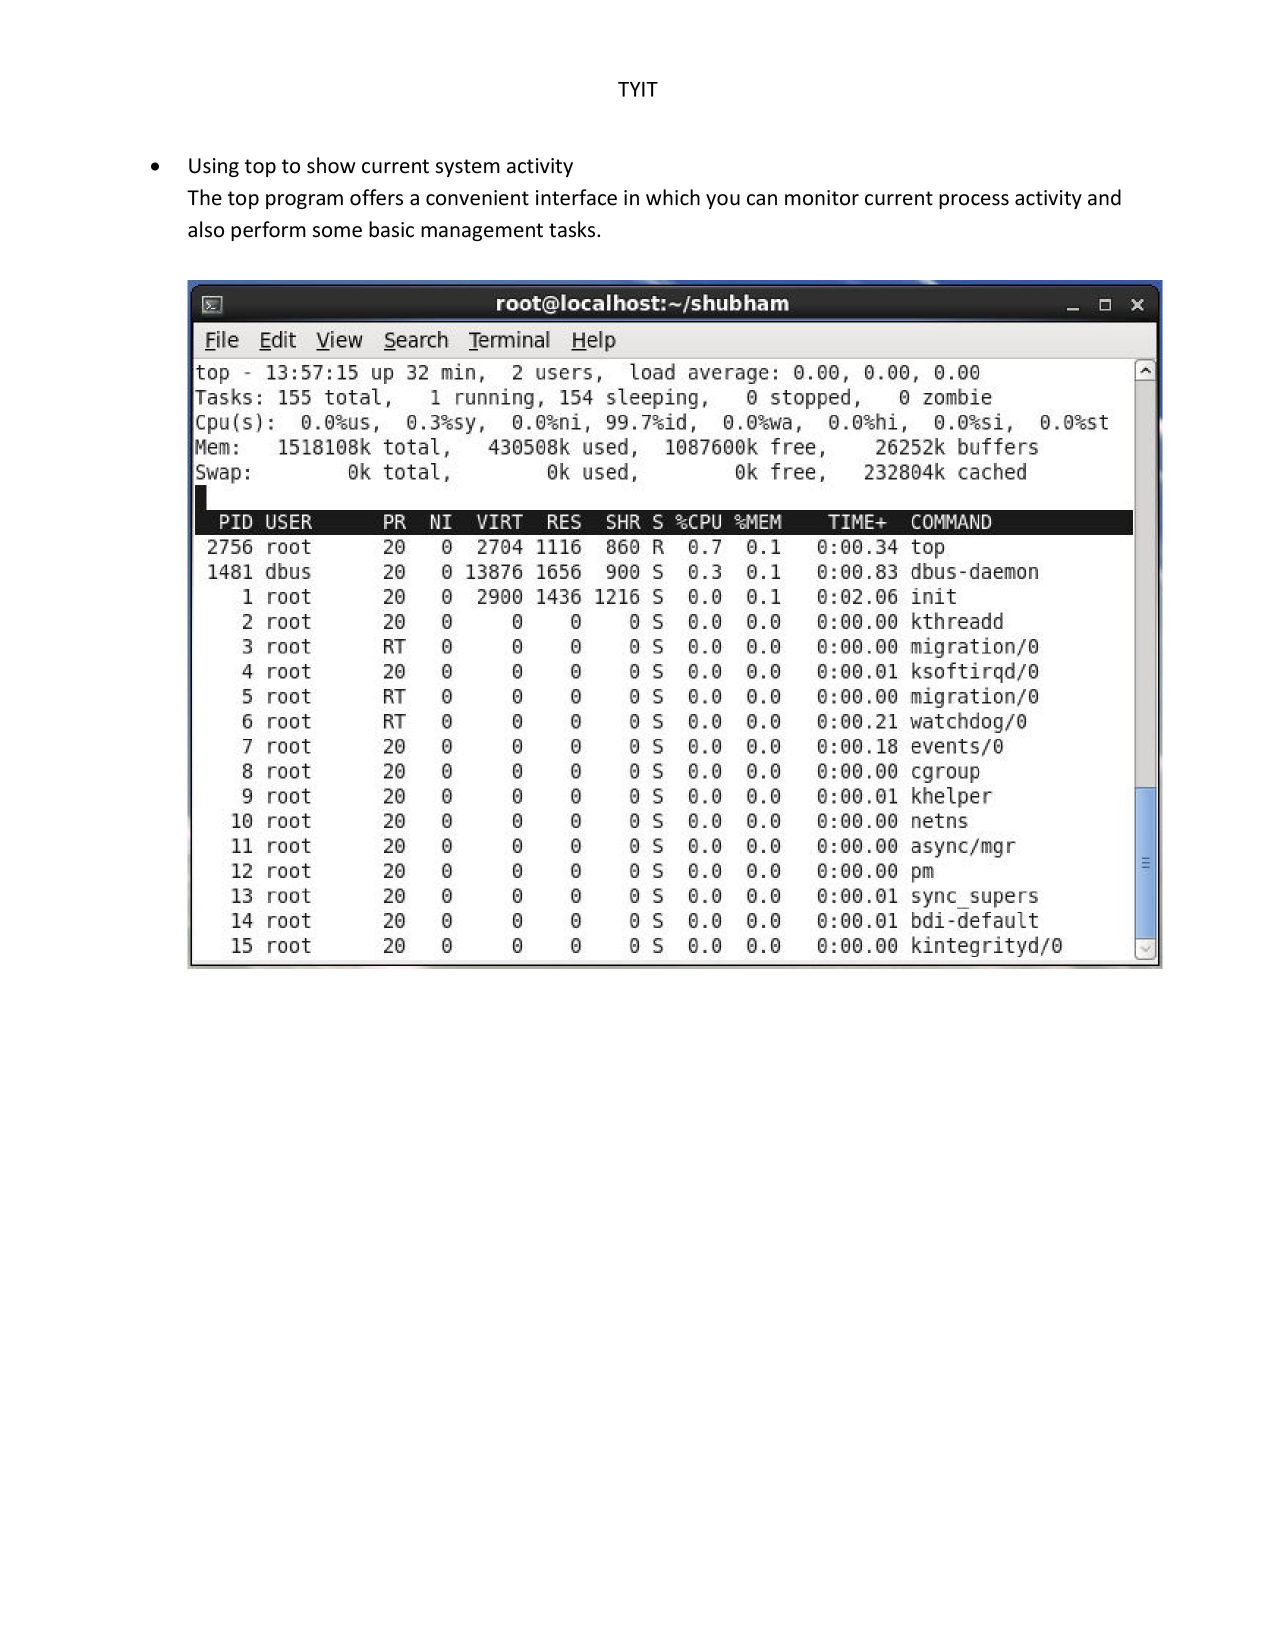 TYIT
• Using top to show current system activity
The top program offers a convenient interface in which you can monitor current process activity and
also perform some basic management tasks.
root@localhost:~/shubham
File Edit View Search Terminal Help
top - 13:57:15 up 32 min,  2 users,  load average: 0.00, 0.00, 0.00
Tasks: 155 total,   1 running, 154 sleeping,   0 stopped,   0 zombie
Cpu(s):  0.0%us,  0.3%sy,  0.0%ni, 99.7%id,  0.0%wa,  0.0%hi,  0.0%si,  0.0%st
Mem:   1518108k total,   430508k used,  1087600k free,    26252k buffers
Swap:        0k total,        0k used,        0k free,   232804k cached
PID USER      PR  NI  VIRT  RES  SHR S %CPU %MEM    TIME+  COMMAND
2756 root      20   0  2704 1116  860 R  0.7  0.1   0:00.34 top
1481 dbus      20   0 13876 1656  900 S  0.3  0.1   0:00.83 dbus-daemon
1 root      20   0  2900 1436 1216 S  0.0  0.1   0:02.06 init
2 root      20   0     0    0    0 S  0.0  0.0   0:00.00 kthreadd
3 root      RT   0     0    0    0 S  0.0  0.0   0:00.00 migration/0
4 root      20   0     0    0    0 S  0.0  0.0   0:00.01 ksoftirqd/0
5 root      RT   0     0    0    0 S  0.0  0.0   0:00.00 migration/0
6 root      RT   0     0    0    0 S  0.0  0.0   0:00.21 watchdog/0
7 root      20   0     0    0    0 S  0.0  0.0   0:00.18 events/0
8 root      20   0     0    0    0 S  0.0  0.0   0:00.00 cgroup
9 root      20   0     0    0    0 S  0.0  0.0   0:00.01 khelper
10 root      20   0     0    0    0 S  0.0  0.0   0:00.00 netns
11 root      20   0     0    0    0 S  0.0  0.0   0:00.00 async/mgr
12 root      20   0     0    0    0 S  0.0  0.0   0:00.00 pm
13 root      20   0     0    0    0 S  0.0  0.0   0:00.01 sync_supers
14 root      20   0     0    0    0 S  0.0  0.0   0:00.01 bdi-default
15 root      20   0     0    0    0 S  0.0  0.0   0:00.00 kintegrityd/0